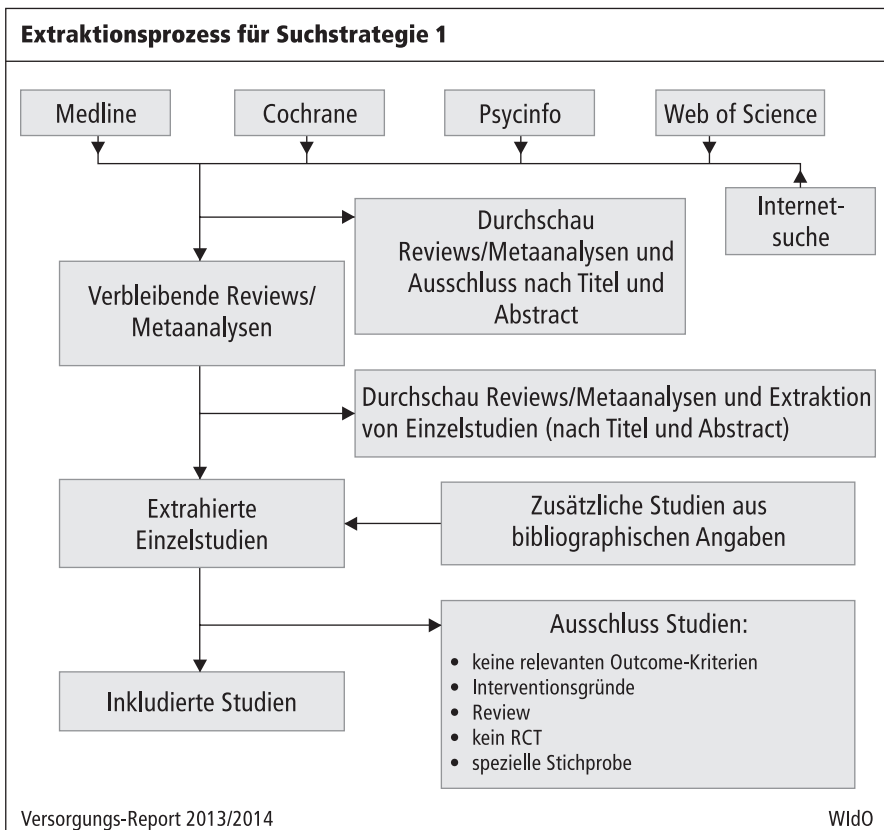 Extraktionsprozess für Suchstrategie 1
Medline
Cochrane
Psycinfo
Web of Science
Internet-
suche
Durchschau
Reviews/Metaanalysen und
Ausschluss nach Titel und
Abstract
Verbleibende Reviews/
Metaanalysen
Durchschau Reviews/Metaanalysen und Extraktion
von Einzelstudien (nach Titel und Abstract)
Extrahierte
Einzelstudien
Zusätzliche Studien aus
bibliographischen Angaben
Ausschluss Studien:
• keine relevanten Outcome-Kriterien
• Interventionsgründe
• Review
• kein RCT
• spezielle Stichprobe
Inkludierte Studien
Versorgungs-Report 2013/2014
WIdO